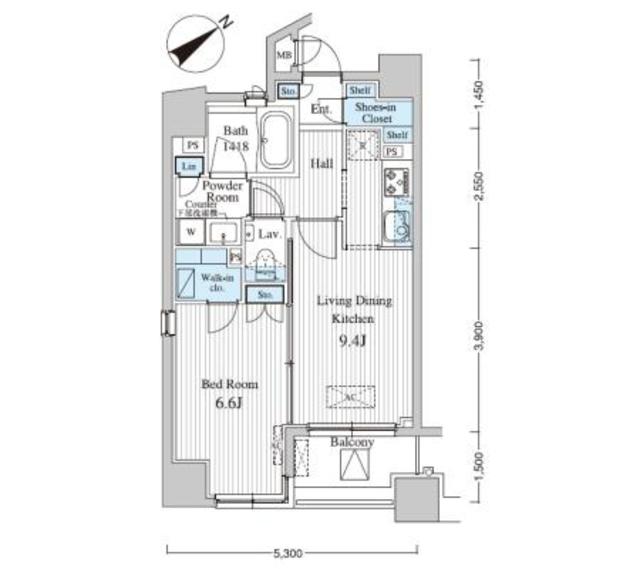 N
MB
Sto.
Ent.
Shelf
Shoes-in
Closet
Shelf
PS
R
Bath
1418
PS
Lin
Hall
Powder
Room
Counter
下部洗濯機
W
Lav.
PS
Walk-in
clo.
Sto.
Living Dining
Kitchen
9.4J
Bed Room
6.6J
AC
Balcony
1,450
2,550
3,900
1,500
5,300